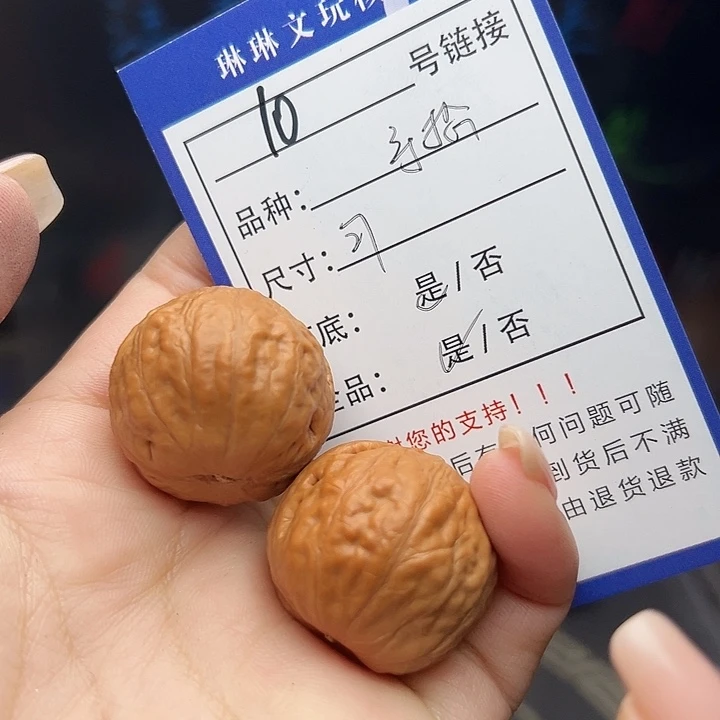 琳琳文玩核
10 号链接
品种：
尺寸：
底： 是/否
品： 是/否
您的支持！！！
后有 何问题可随
到货后不满
由退货退款